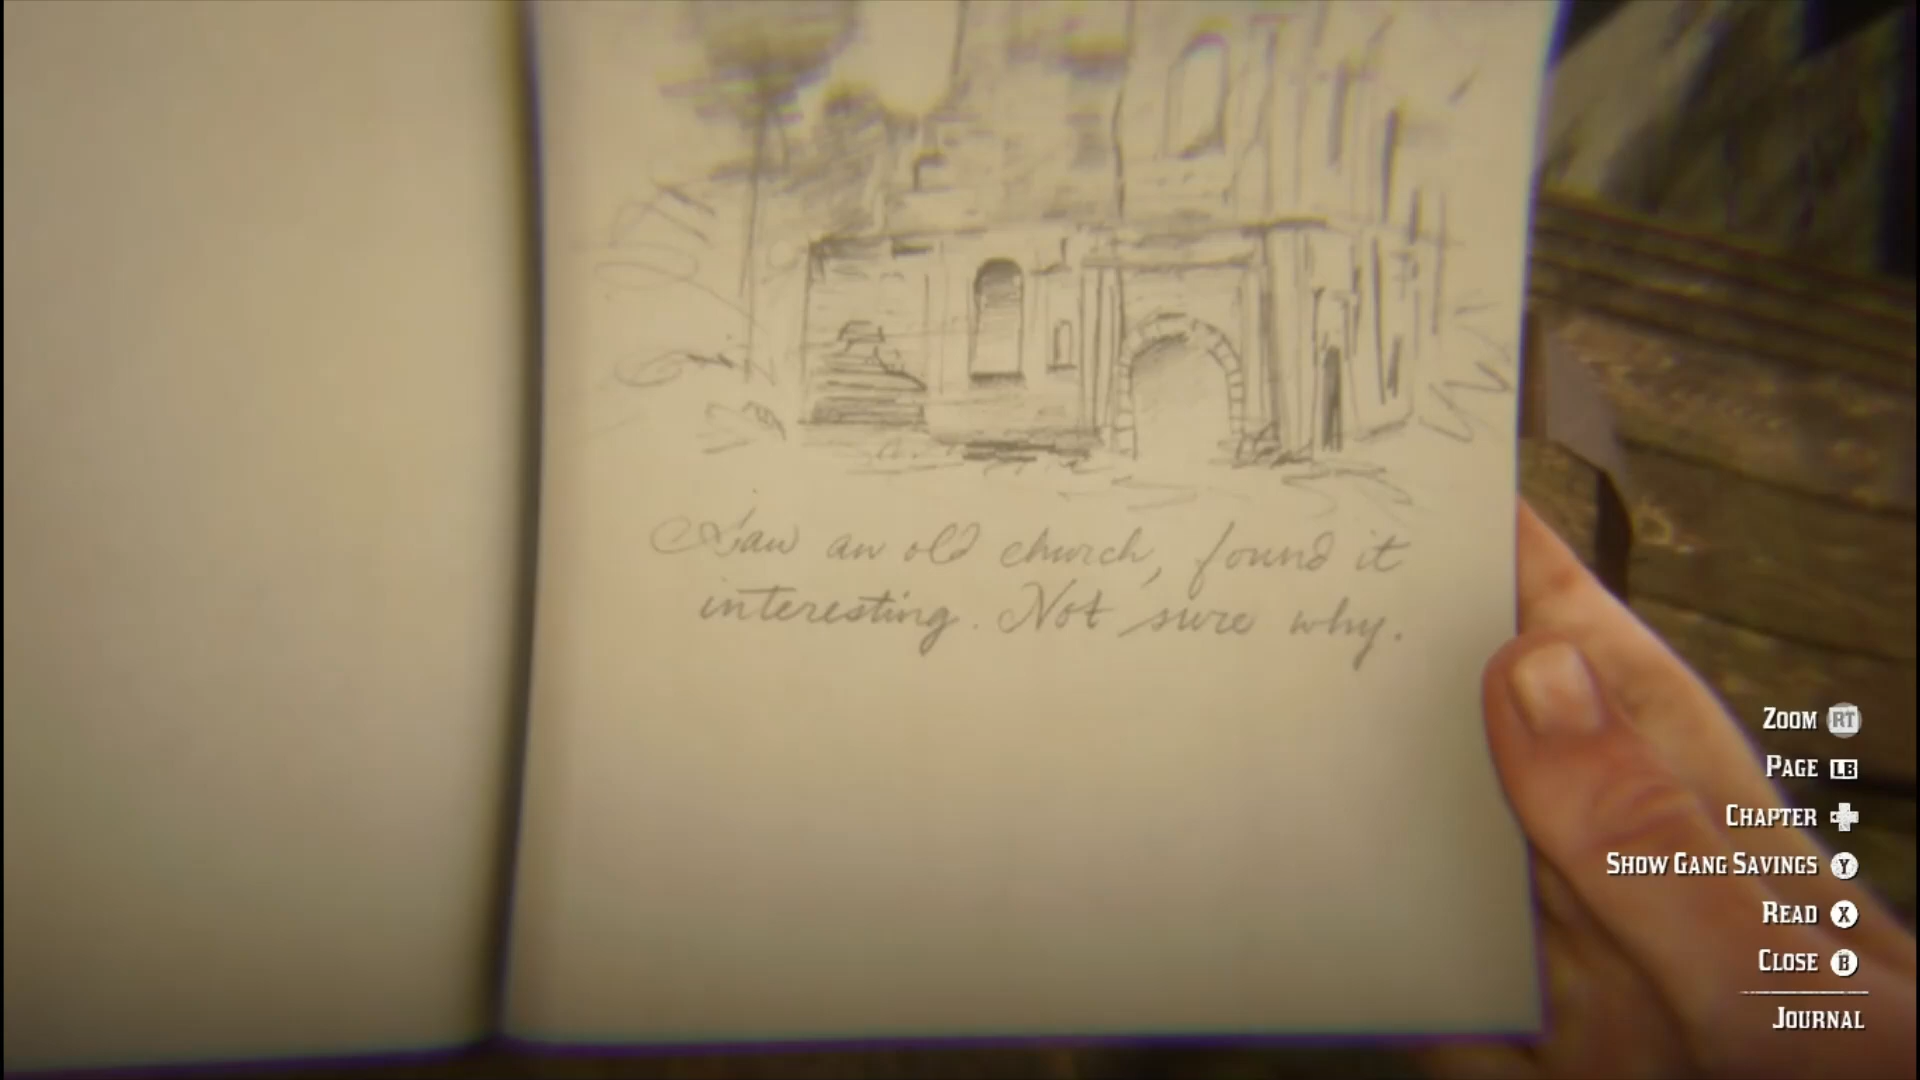 Saw an old church, found it
interesting. Not sure why.
ZOOM RT
PAGE LB
CHAPTER
SHOW GANG SAVINGS Y
READ X
CLOSE B
JOURNAL